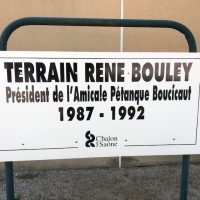 TERRAIN RENE BOULEY
Président de l'Amicale Pétanque Boucicaut
1987 - 1992
Chalon
sur Saône